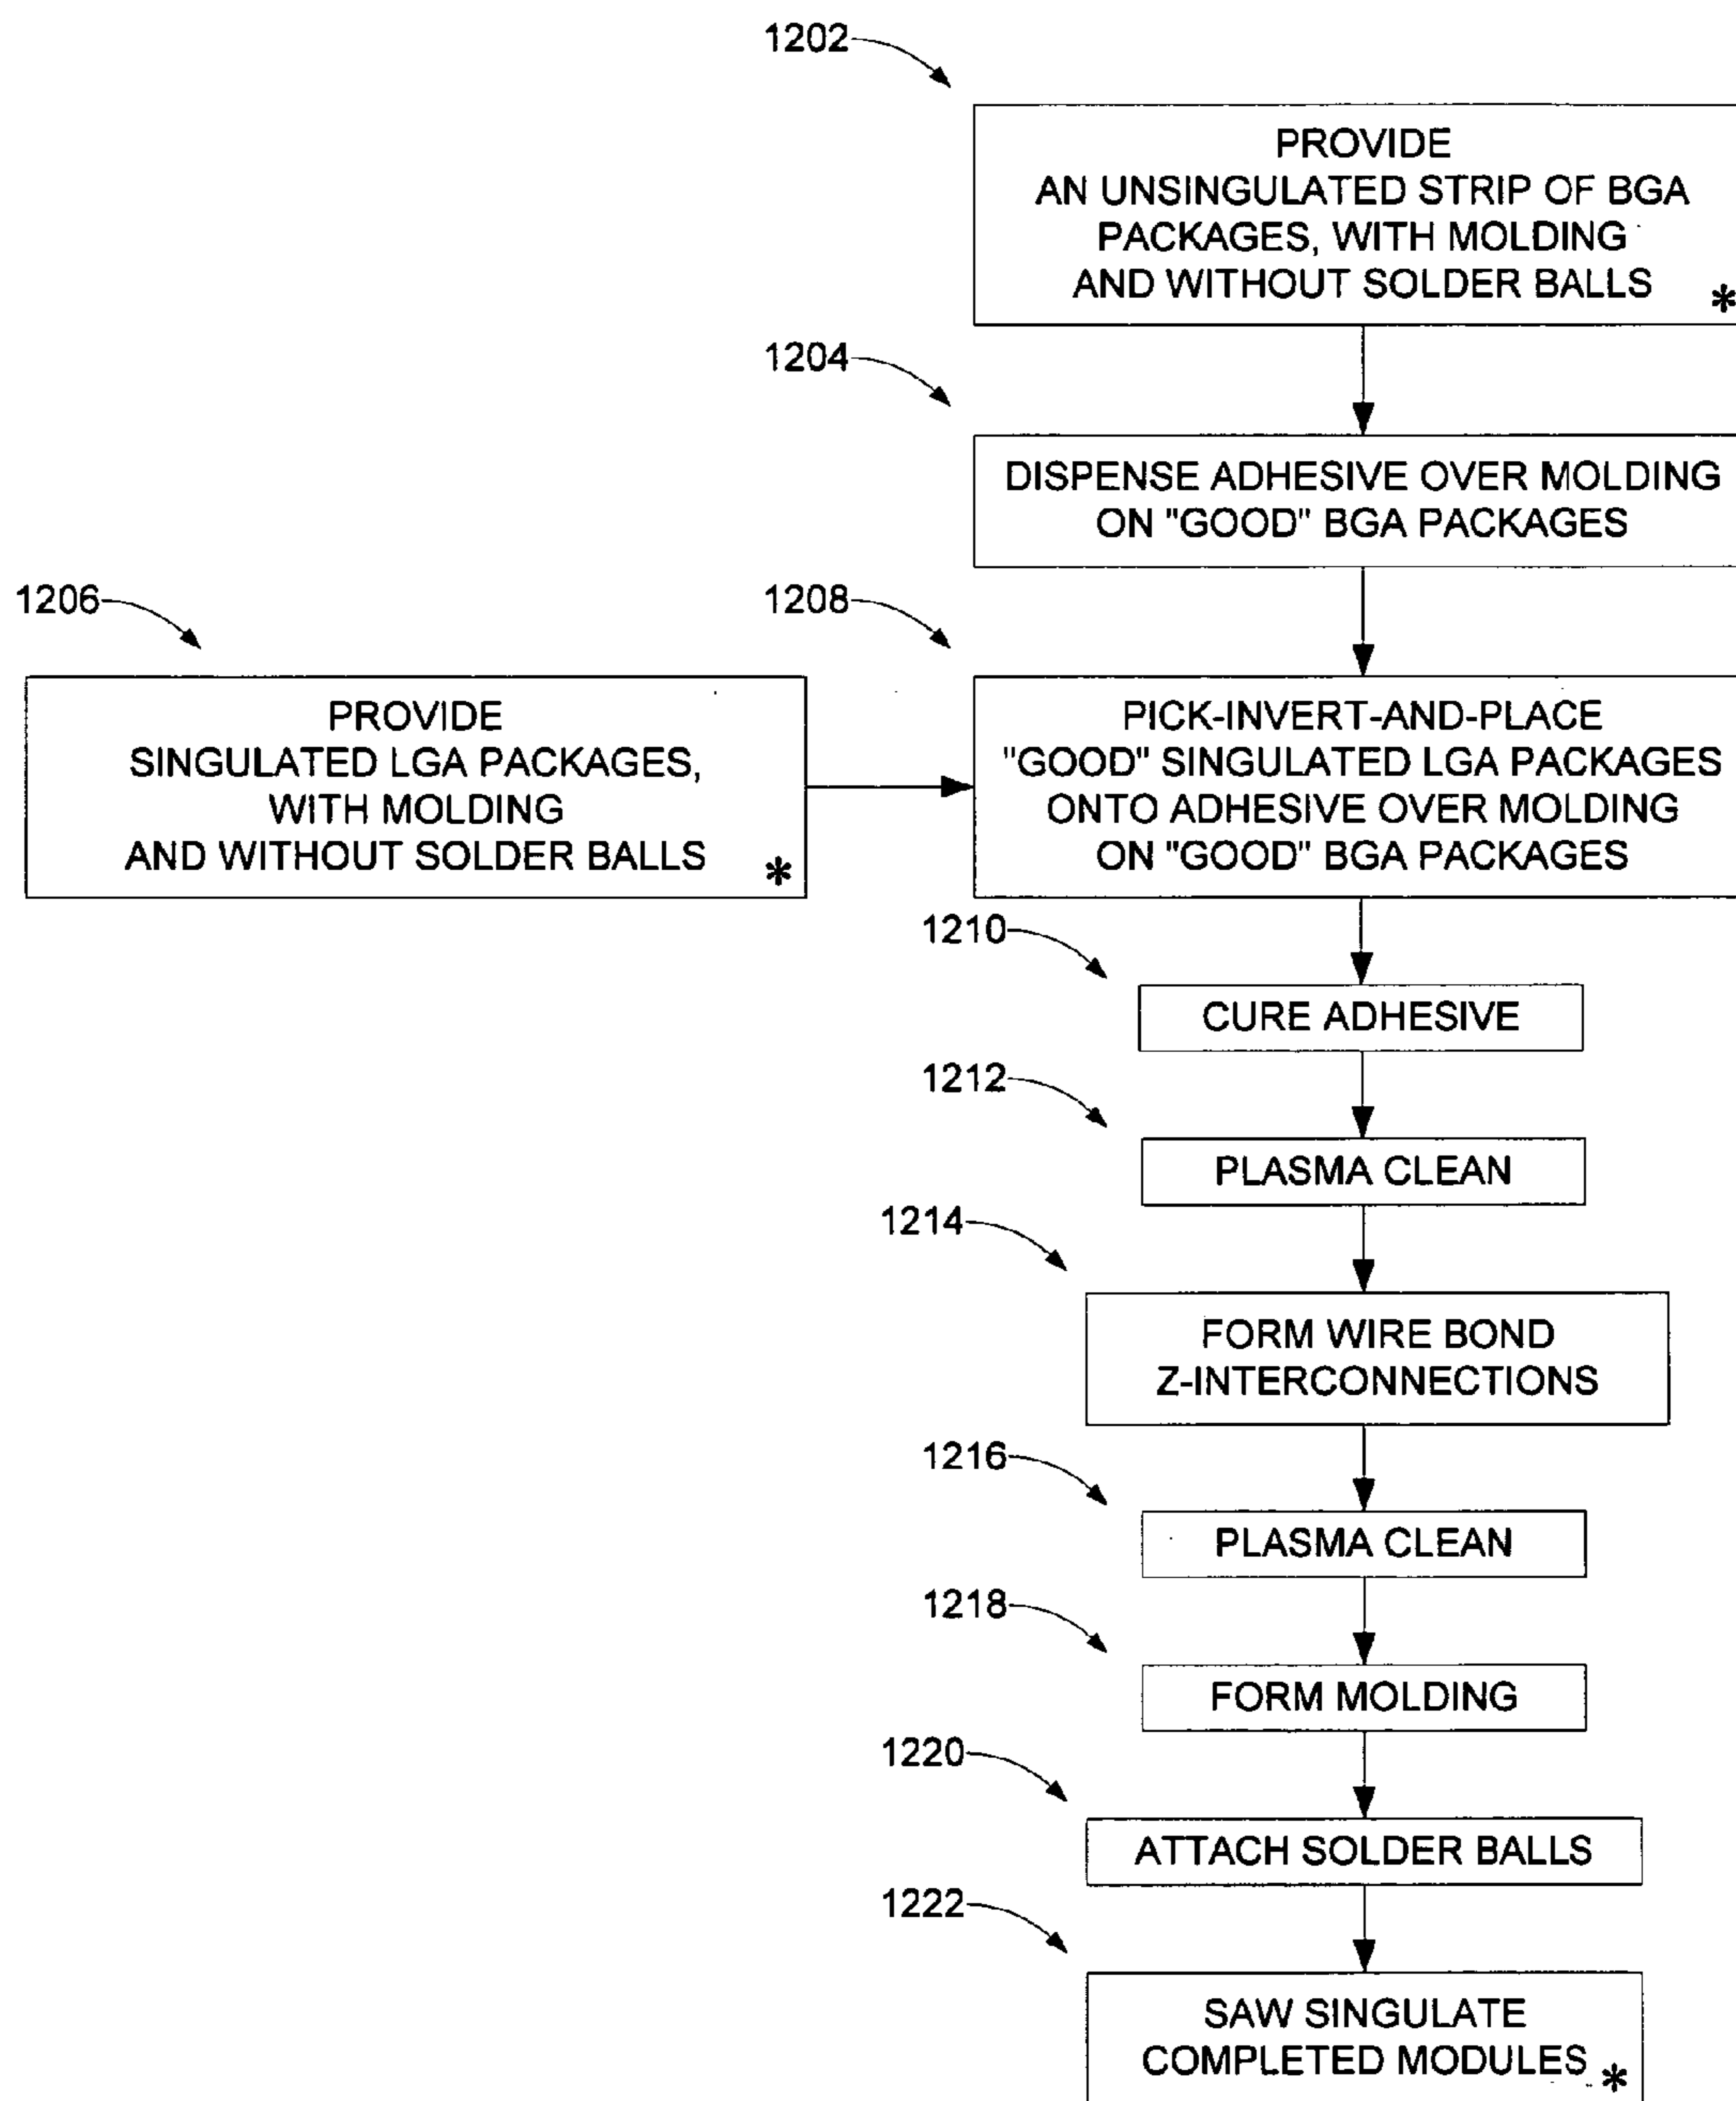 1202
PROVIDE
AN UNSINGULATED STRIP OF BGA
PACKAGES, WITH MOLDING
AND WITHOUT SOLDER BALLS *
1204
DISPENSE ADHESIVE OVER MOLDING
ON "GOOD" BGA PACKAGES
1206
PROVIDE
SINGULATED LGA PACKAGES,
WITH MOLDING
AND WITHOUT SOLDER BALLS *
1208
PICK-INVERT-AND-PLACE
"GOOD" SINGULATED LGA PACKAGES
ONTO ADHESIVE OVER MOLDING
ON "GOOD" BGA PACKAGES
1210
CURE ADHESIVE
1212
PLASMA CLEAN
1214
FORM WIRE BOND
Z-INTERCONNECTIONS
1216
PLASMA CLEAN
1218
FORM MOLDING
1220
ATTACH SOLDER BALLS
1222
SAW SINGULATE
COMPLETED MODULES *